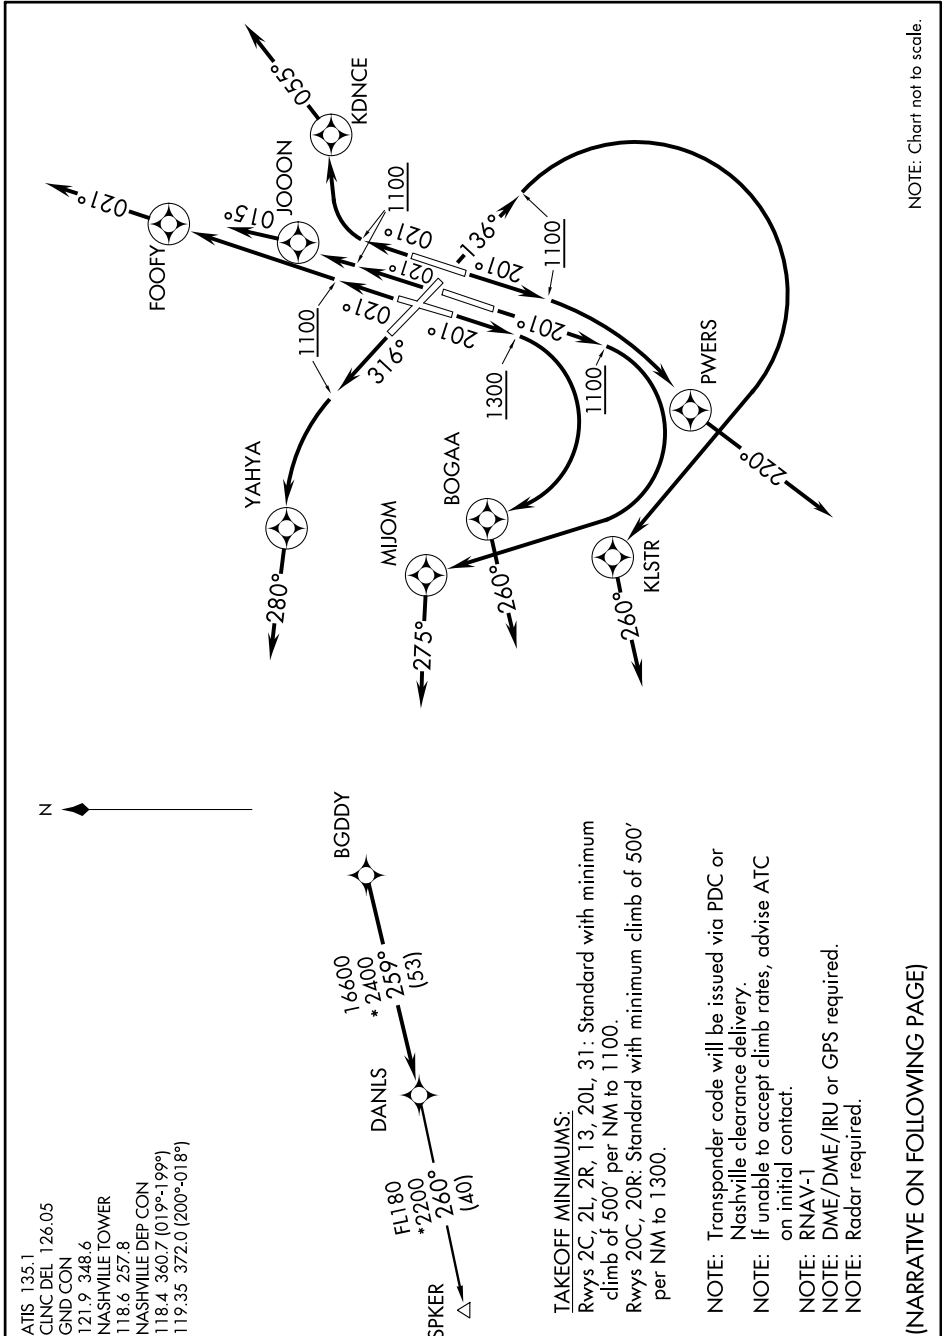 ATIS 135.1
CLNC DEL 126.05
GND CON
121.9 348.6
NASHVILLE TOWER
118.6 257.8
NASHVILLE DEP CON
118.4 360.7 (019°-199°)
119.35 372.0 (200°-018°)
N
SPKER
FL180
*2200
260°
(40)
DANLS
16600
*2400
259°
(53)
BGDDY
TAKEOFF MINIMUMS:
Rwys 2C, 2L, 2R, 13, 20L, 31: Standard with minimum
climb of 500' per NM to 1100.
Rwys 20C, 20R: Standard with minimum climb of 500'
per NM to 1300.
NOTE: Transponder code will be issued via PDC or
Nashville clearance delivery.
NOTE: If unable to accept climb rates, advise ATC
on initial contact.
NOTE: RNAV-1
NOTE: DME/DME/IRU or GPS required.
NOTE: Radar required.
(NARRATIVE ON FOLLOWING PAGE)
FOOFY
021°
JOOON
015°
KDNCE
055°
1100
1100
021°
021°
021°
136°
1100
316°
201°
201°
201°
1300
1100
YAHYA
280°
MIJOM
275°
BOGAA
260°
KLSTR
260°
PWERS
220°
NOTE: Chart not to scale.